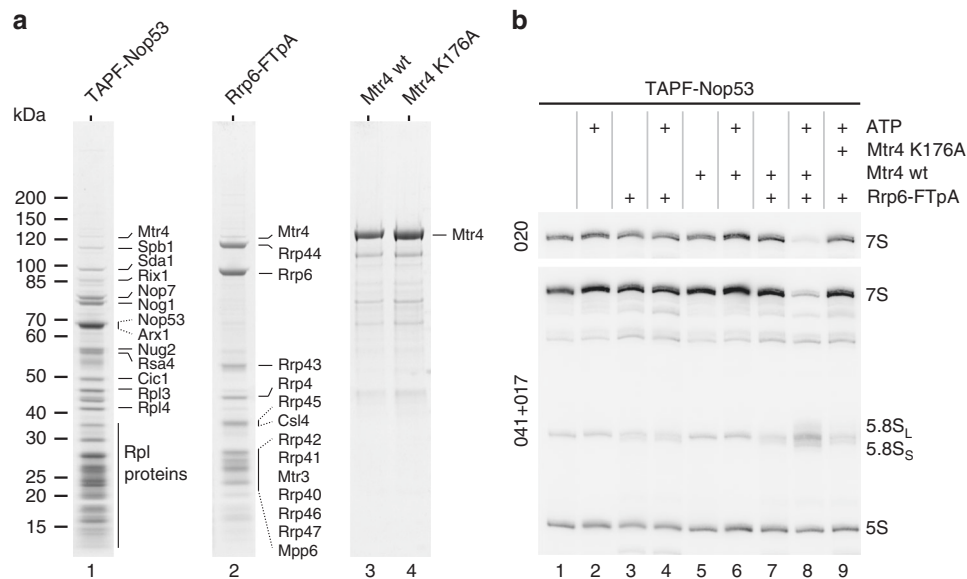 a
TAPF-Nop53
Rrp6-FTpA
Mtr4 wt
Mtr4 K176A
kDa
200
150
120
100
85
70
60
50
40
30
25
20
15
Mtr4
Spb1
Sda1
Rix1
Nop7
Nog1
Nop53
Arx1
Nug2
Rsa4
Cic1
Rpl3
Rpl4
Rpl
proteins
Mtr4
Rrp44
Rrp6
Rrp43
Rrp4
Rrp45
Csl4
Rrp42
Rrp41
Mtr3
Rrp40
Rrp46
Rrp47
Mpp6
Mtr4
1 2 3 4
b
TAPF-Nop53
+ + + + + ATP
+ Mtr4 K176A
+ + + + Mtr4 wt
+ + + + + Rrp6-FTpA
020
7S
041+017
7S
5.8SL
5.8SS
5S
1 2 3 4 5 6 7 8 9